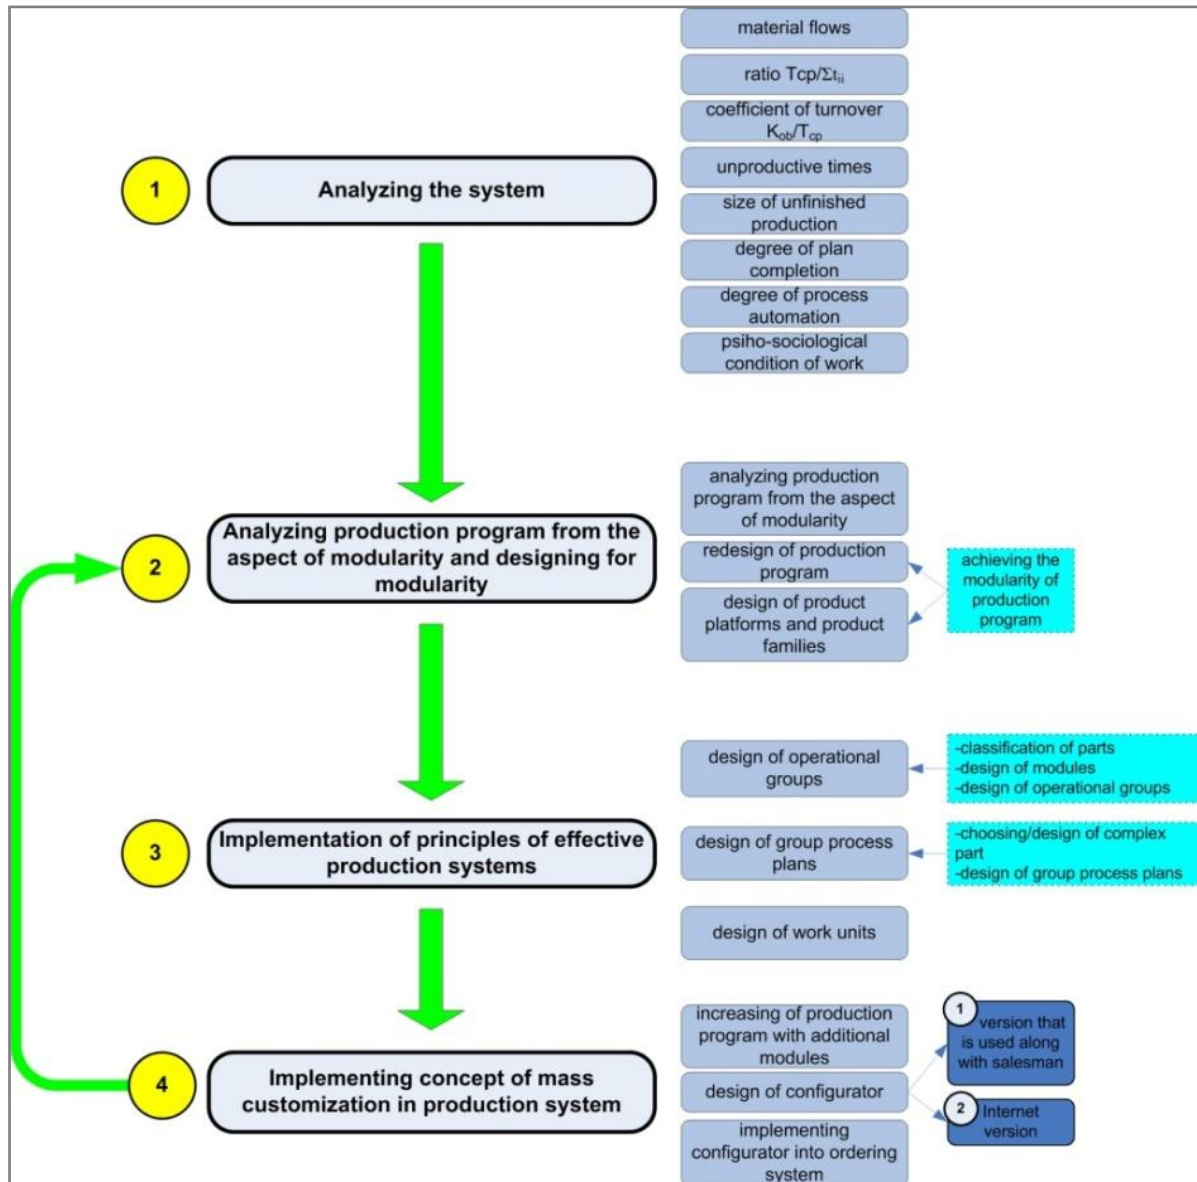 material flows
ratio Tcp/Σtᵢᵢ
coefficient of turnover
K_ob/T_cp
1
Analyzing the system
unproductive times
size of unfinished
production
degree of plan
completion
degree of process
automation
psiho-sociological
condition of work
2
Analyzing production program from the
aspect of modularity and designing for
modularity
analyzing production
program from the aspect
of modularity
redesign of production
program
design of product
platforms and product
families
achieving the
modularity of
production
program
3
Implementation of principles of effective
production systems
design of operational
groups
-classification of parts
-design of modules
-design of operational groups
design of group process
plans
-choosing/design of complex
part
-design of group process plans
design of work units
4
Implementing concept of mass
customization in production system
increasing of production
program with additional
modules
design of configurator
1
version that
is used along
with salesman
2
Internet
version
implementing
configurator into ordering
system